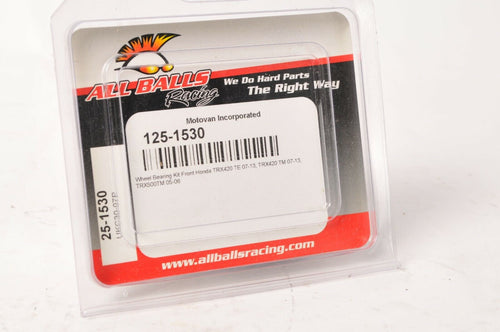 ALL BALLS
Racing
We Do Hard Parts
The Right Way
Motovan Incorporated
125-1530
Wheel Bearing Kit Front Honda TRX420 TE 07-13, TRX420 TM 07-13,
TRX500TM 05-06
25-1530
www.allballsracing.com